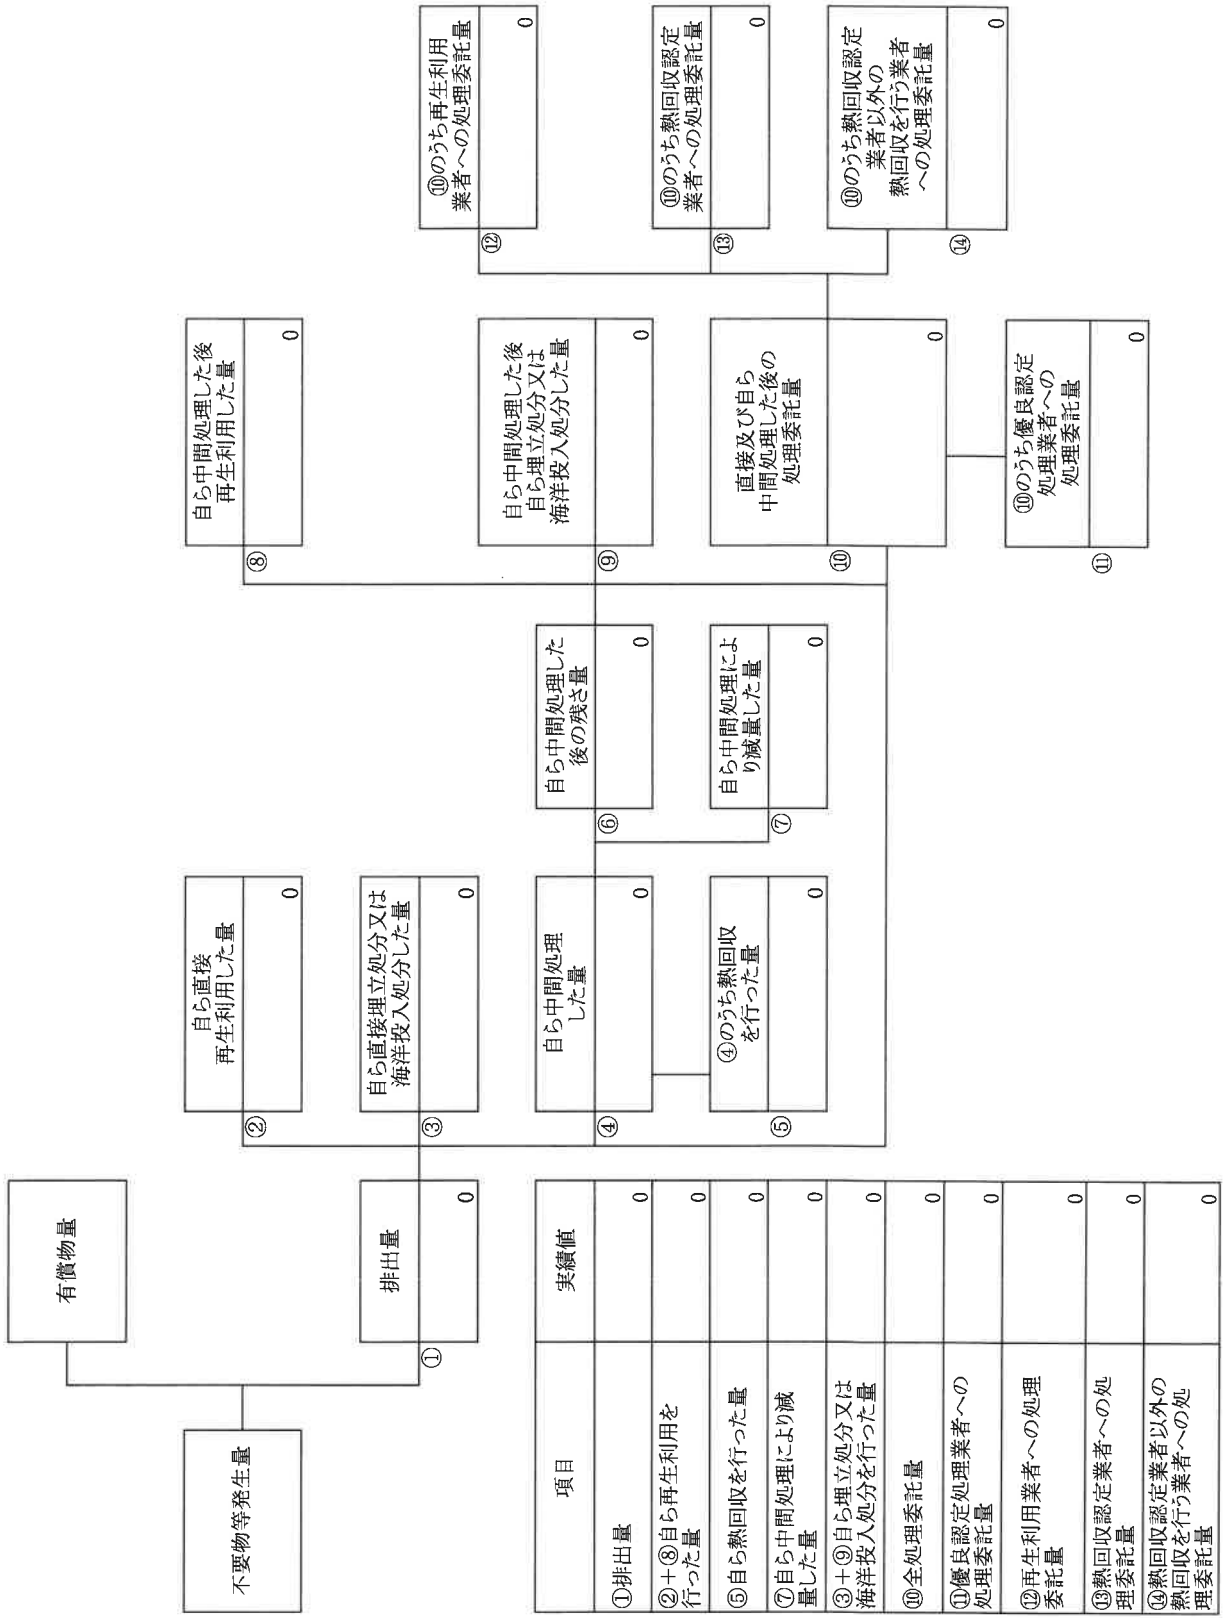 有償物量
不要物等発生量
排出量
①
0
自ら直接
再生利用した量
②
0
自ら直接埋立処分又は
海洋投入処分した量
③
0
自ら中間処理
した量
④
0
④のうち熱回収
を行った量
⑤
0
自ら中間処理した
後の残さ量
⑥
0
自ら中間処理によ
り減量した量
⑦
0
自ら中間処理した後
再生利用した量
⑧
0
自ら中間処理した後
自ら埋立処分又は
海洋投入処分した量
⑨
0
直接及び自ら
中間処理した後の
処理委託量
⑩
0
⑩のうち優良認定
処理業者への
処理委託量
⑪
0
⑩のうち再生利用
業者への処理委託量
⑫
0
⑩のうち熱回収認定
業者への処理委託量
⑬
0
⑩のうち熱回収認定
業者以外の
熱回収を行う業者
への処理委託量
⑭
0
項目 実績値
①排出量 0
②+⑧自ら再生利用を
行った量 0
⑤自ら熱回収を行った量 0
⑦自ら中間処理により減
量した量 0
③+⑨自ら埋立処分又は
海洋投入処分を行った量 0
⑩全処理委託量 0
⑪優良認定処理業者への
処理委託量 0
⑫再生利用業者への処理
委託量 0
⑬熱回収認定業者への処
理委託量 0
⑭熱回収認定業者以外の
熱回収を行う業者への処
理委託量 0